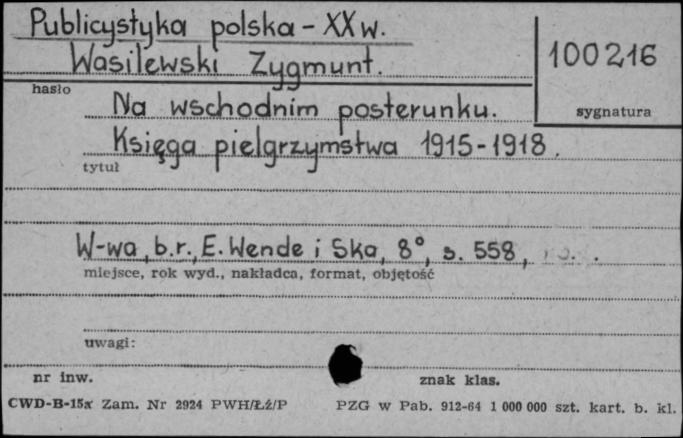 Publicystyka polska - XX w.
Wasilewski Zygmunt.
100216
hasło
sygnatura
Na wschodnim posterunku.
Księga pielgrzymstwa 1915-1918.
tytuł
W-wa, b.r., E. Wende i Ska, 8°, s. 558,
miejsce, rok wyd., nakładca, format, objętość
uwagi:
nr inw.
znak klas.
CWD-B-15a Zam. Nr 2924 PWH/Łź/P
PZG w Pab. 912-64 1 000 000 szt. kart. b. kl.